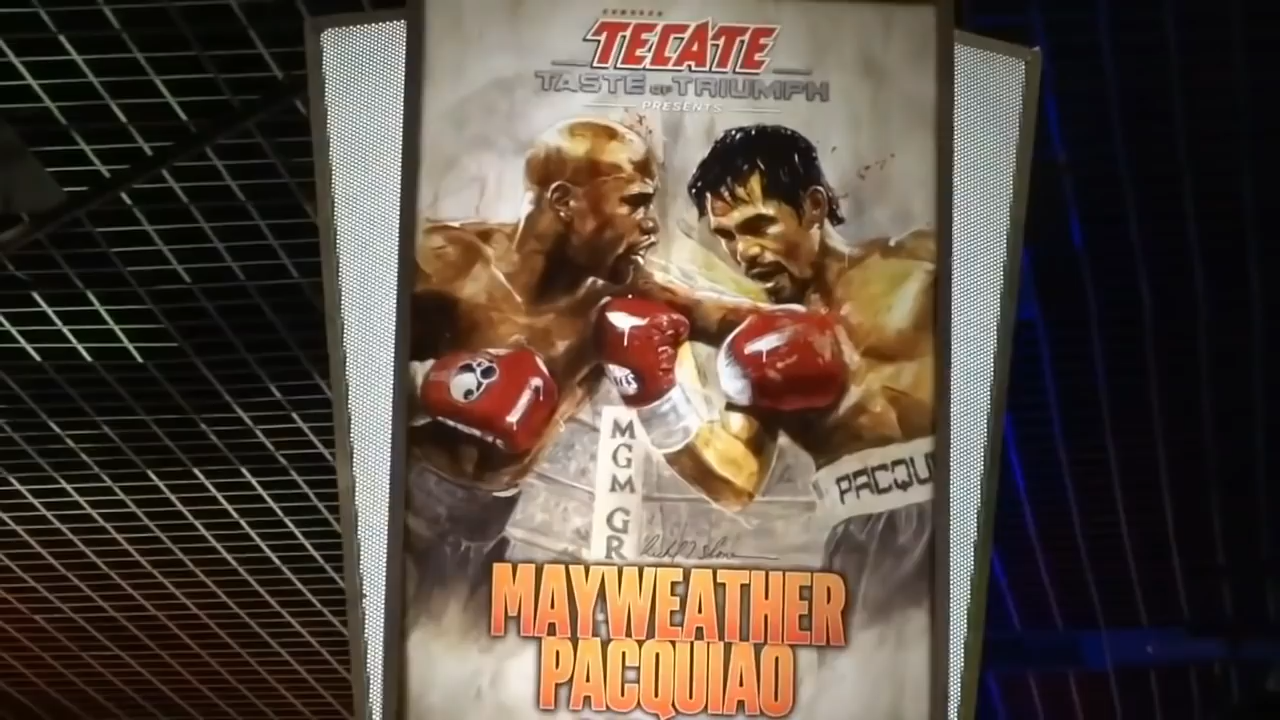 TECATE
TASTE OF TRIUMPH
PRESENTS
MGM GR
PACQU
MAYWEATHER
PACQUIAO